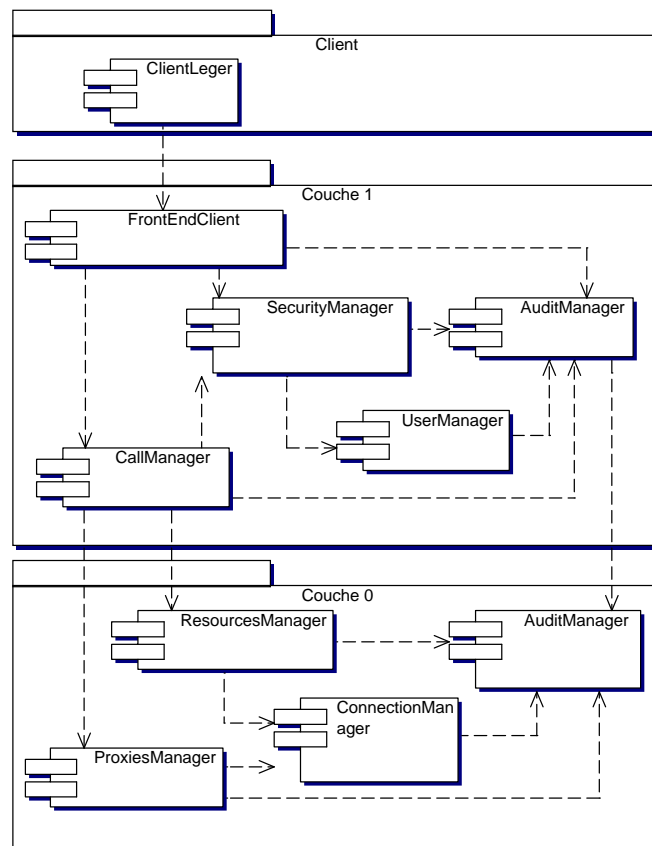 Client
ClientLeger
Couche 1
FrontEndClient
SecurityManager
AuditManager
UserManager
CallManager
Couche 0
ResourcesManager
AuditManager
ConnectionMan
ager
ProxiesManager